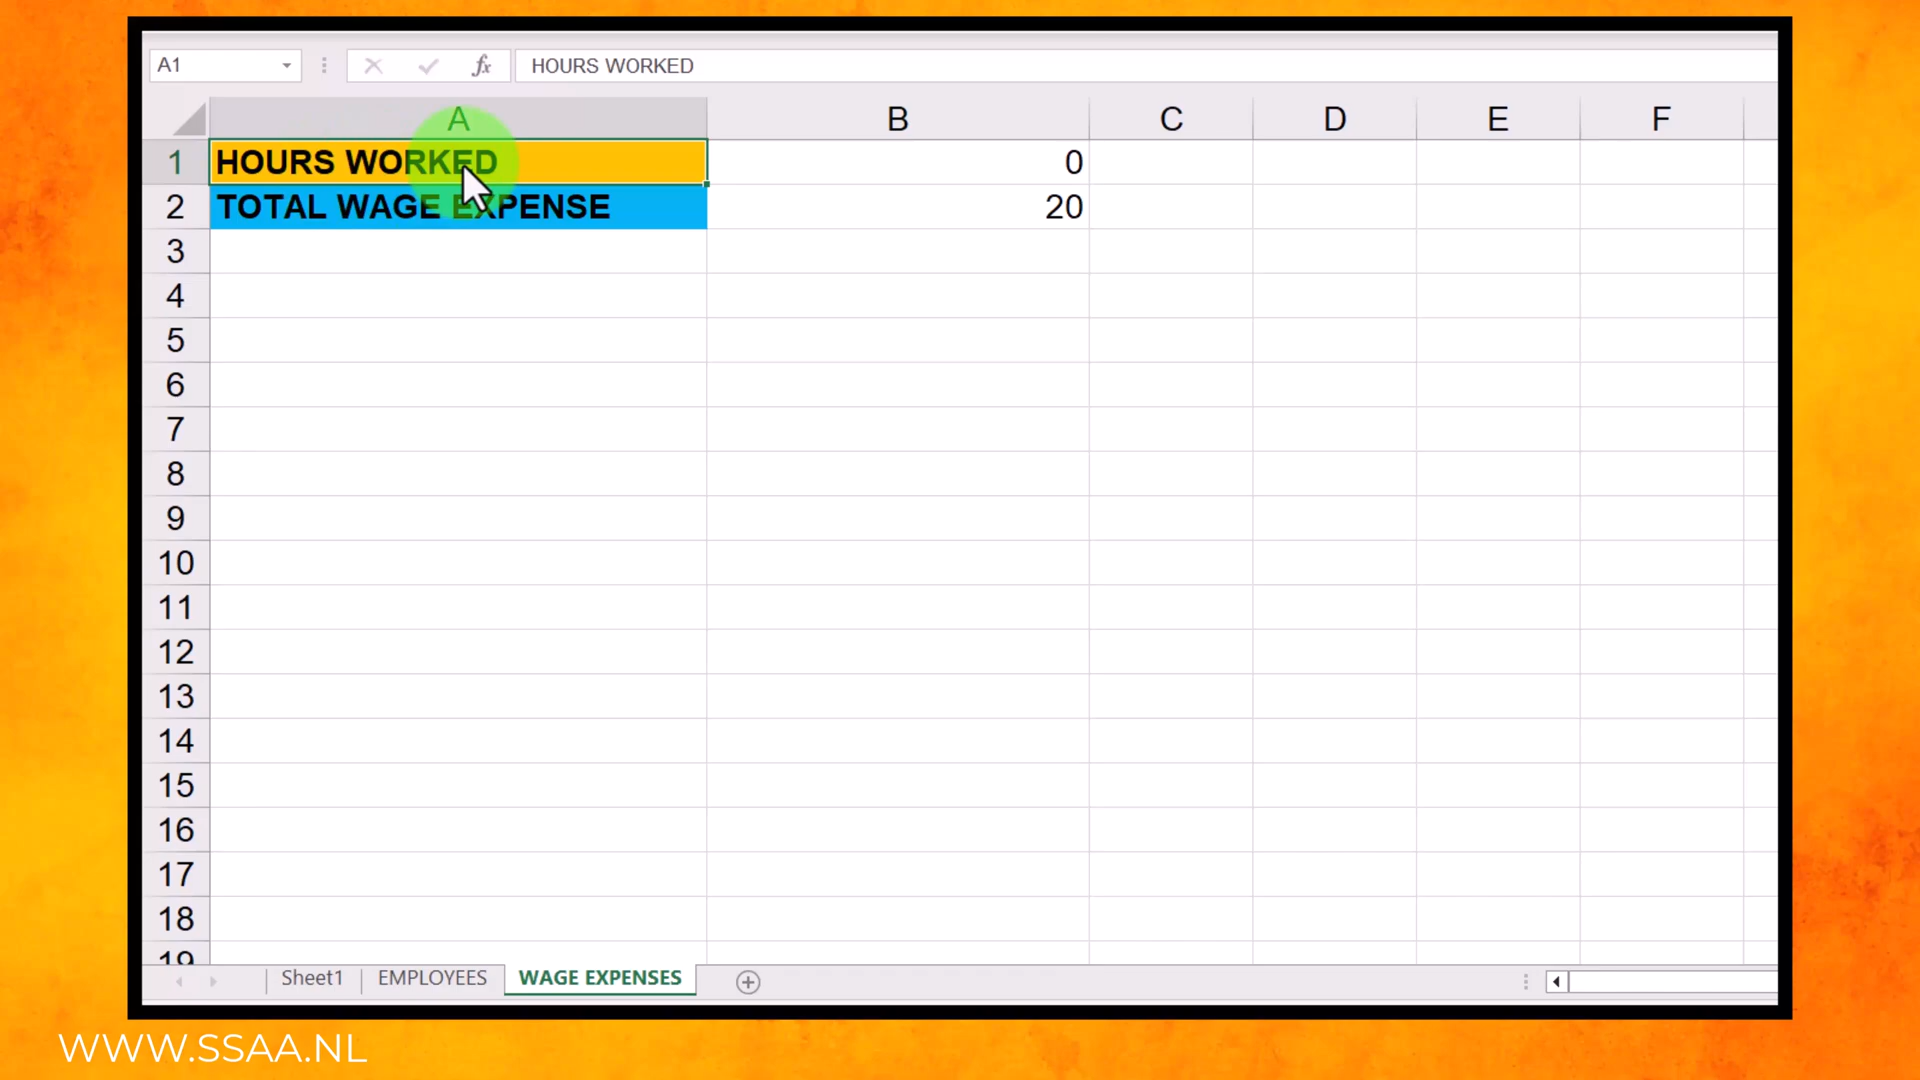 A1 fx HOURS WORKED
A B C D E F
1 HOURS WORKED 0
2 TOTAL WAGE EXPENSE 20
3
4
5
6
7
8
9
10
11
12
13
14
15
16
17
18
19
Sheet1 EMPLOYEES WAGE EXPENSES
WWW.SSAA.NL